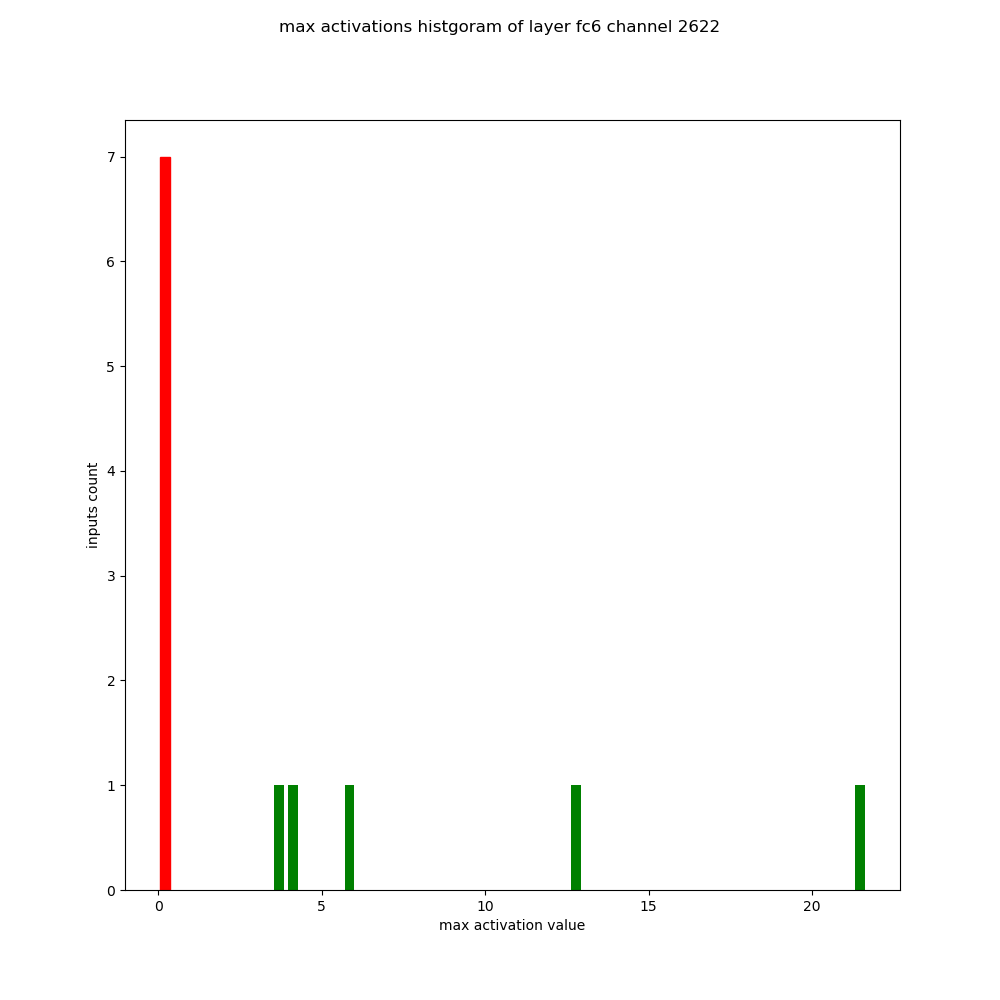 max activations histgoram of layer fc6 channel 2622
7
6
5
4
3
2
1
0
inputs count
0 5 10 15 20
max activation value